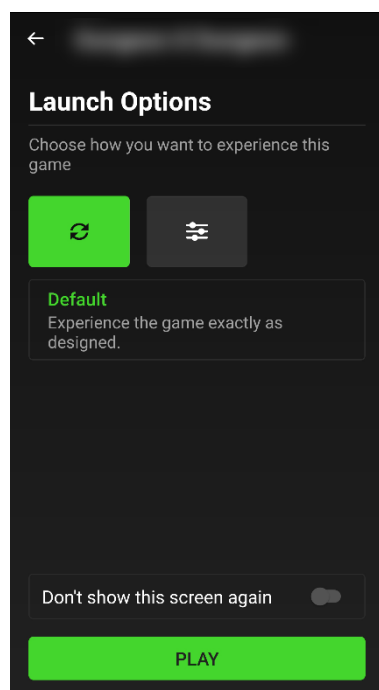 Launch Options
Choose how you want to experience this
game
Default
Experience the game exactly as
designed.
Don't show this screen again
PLAY